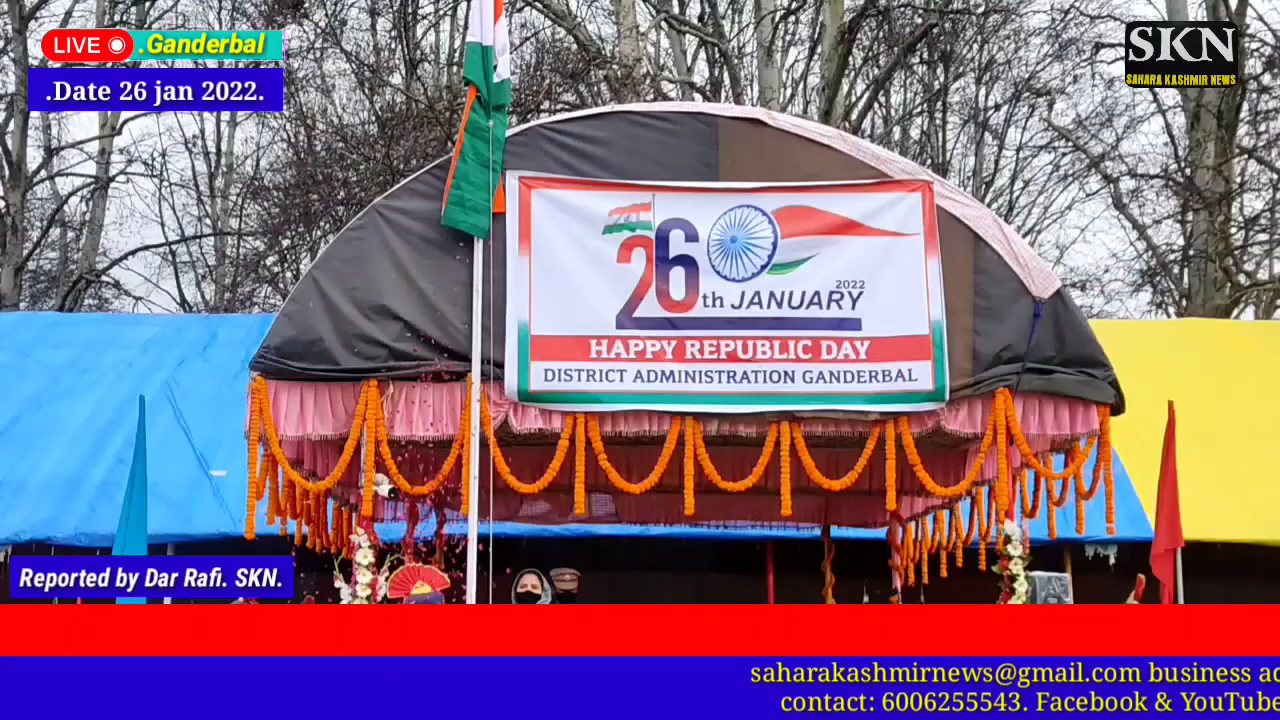 LIVE
.Ganderbal
.Date 26 jan 2022.
SKN
SAHARA KASHMIR NEWS
26th JANUARY
2022
HAPPY REPUBLIC DAY
DISTRICT ADMINISTRATION GANDERBAL
Reported by Dar Rafi. SKN.
saharakashmirnews@gmail.com business ad
contact: 6006255543. Facebook & YouTube